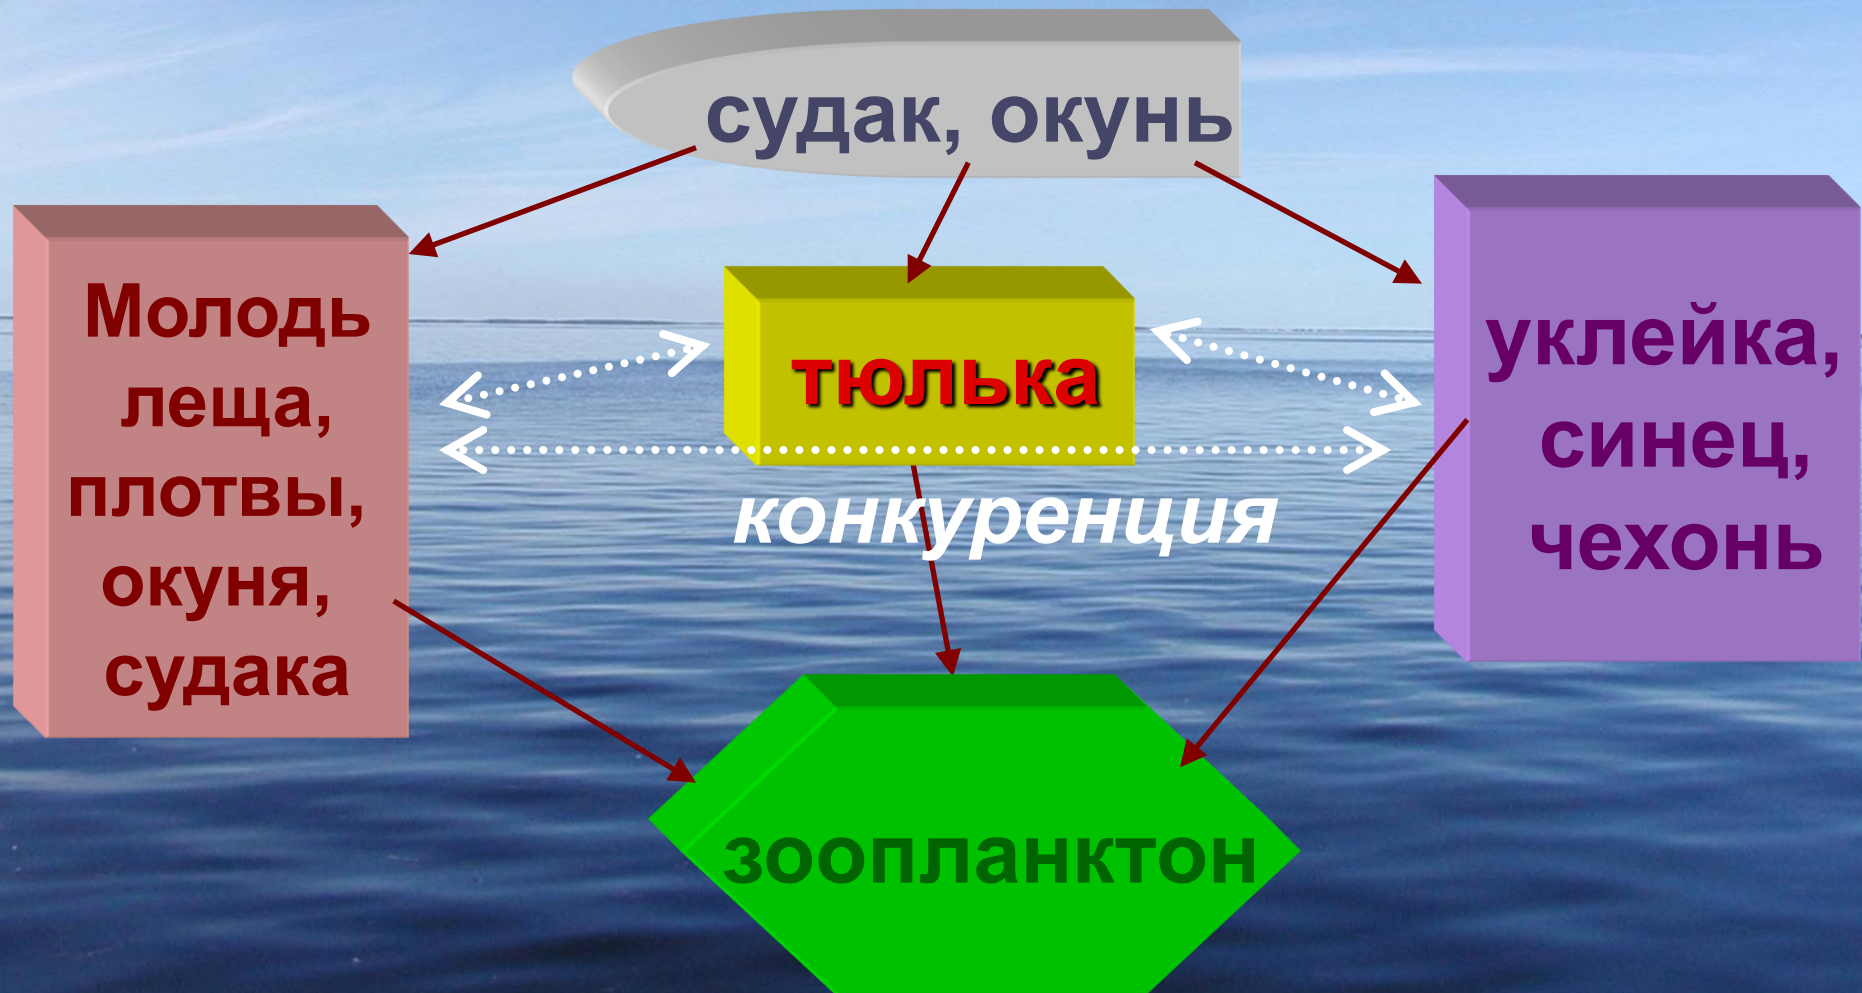 судак, окунь
Молодь
леща,
плотвы,
окуня,
судака
тюлька
уклейка,
синец,
чехонь
конкуренция
зоопланктон